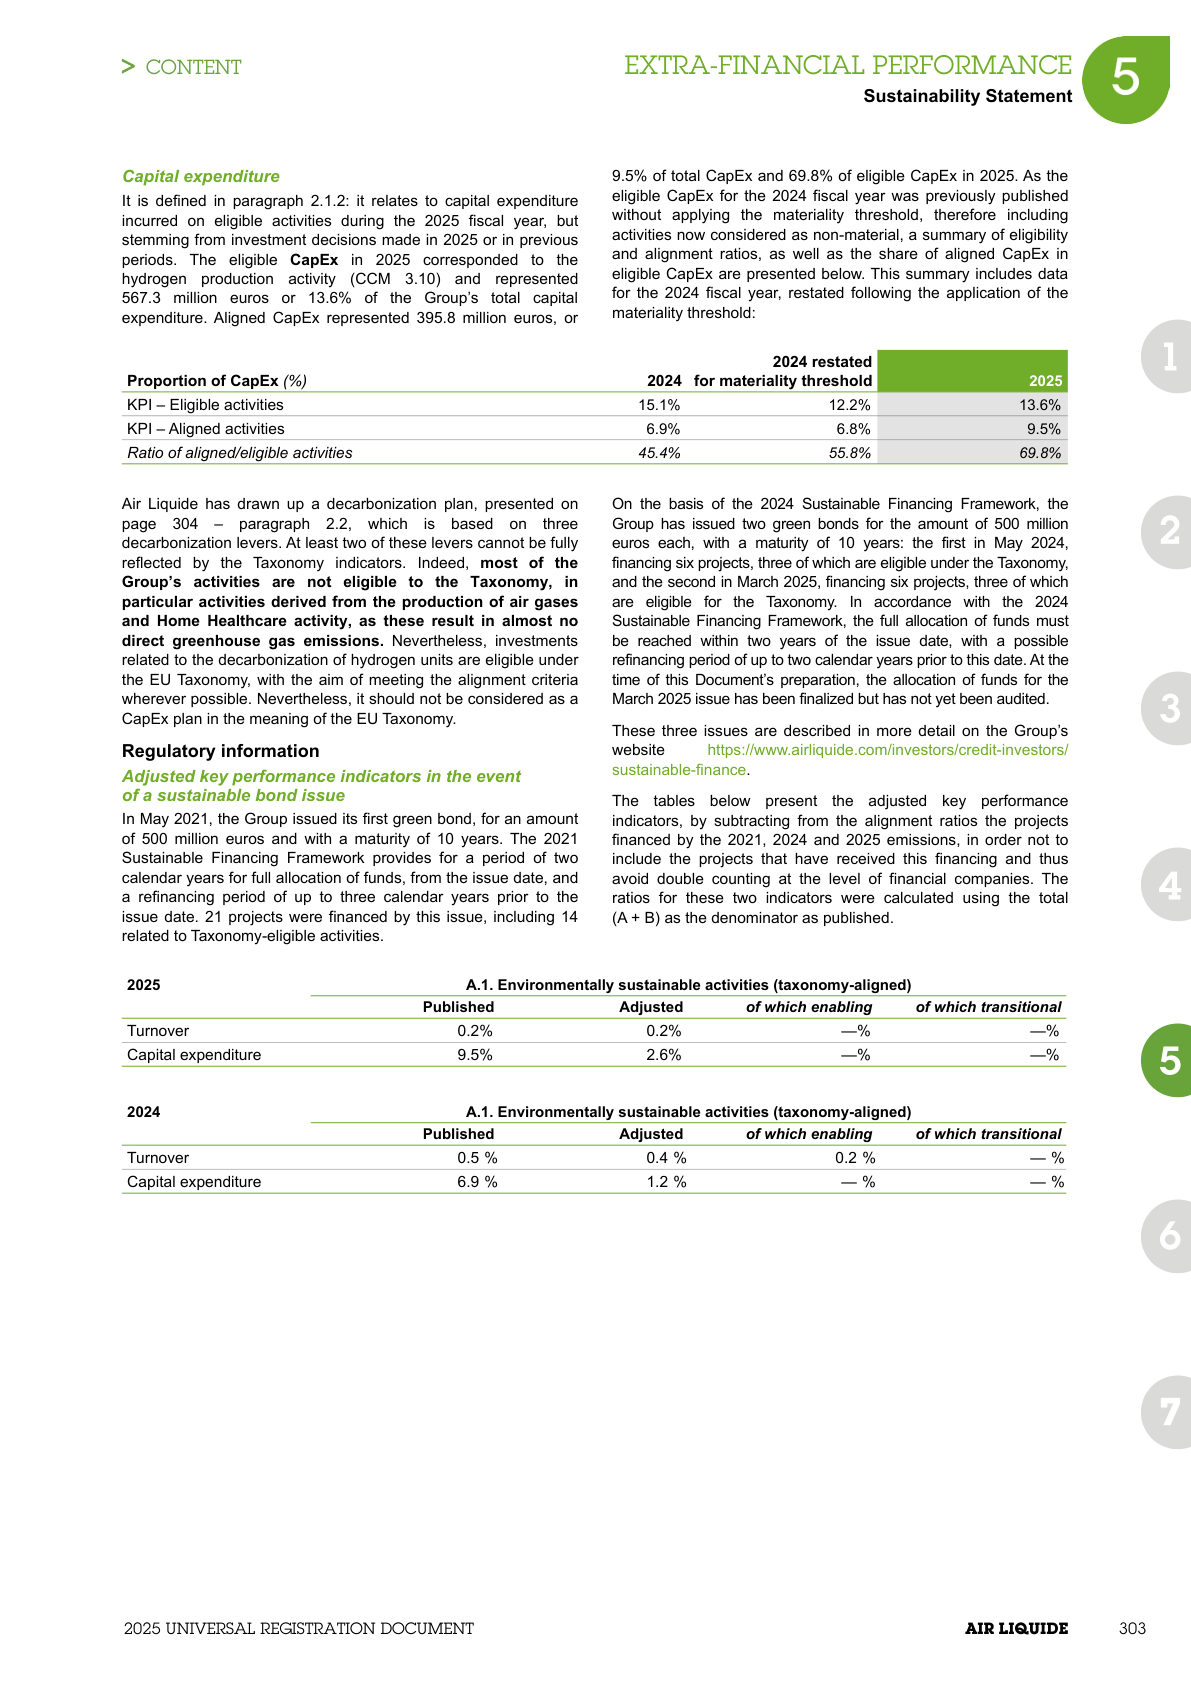 > CONTENT
EXTRA-FINANCIAL PERFORMANCE
Sustainability Statement
5
Capital expenditure
It is defined in paragraph 2.1.2: it relates to capital expenditure
incurred on eligible activities during the 2025 fiscal year, but
stemming from investment decisions made in 2025 or in previous
periods. The eligible CapEx in 2025 corresponded to the
hydrogen production activity (CCM 3.10) and represented
567.3 million euros or 13.6% of the Group's total capital
expenditure. Aligned CapEx represented 395.8 million euros, or
9.5% of total CapEx and 69.8% of eligible CapEx in 2025. As the
eligible CapEx for the 2024 fiscal year was previously published
without applying the materiality threshold, therefore including
activities now considered as non-material, a summary of eligibility
and alignment ratios, as well as the share of aligned CapEx in
eligible CapEx are presented below. This summary includes data
for the 2024 fiscal year, restated following the application of the
materiality threshold:
2024 restated
Proportion of CapEx (%) 2024 for materiality threshold 2025
KPI – Eligible activities 15.1% 12.2% 13.6%
KPI – Aligned activities 6.9% 6.8% 9.5%
Ratio of aligned/eligible activities 45.4% 55.8% 69.8%
Air Liquide has drawn up a decarbonization plan, presented on
page 304 – paragraph 2.2, which is based on three
decarbonization levers. At least two of these levers cannot be fully
reflected by the Taxonomy indicators. Indeed, most of the
Group's activities are not eligible to the Taxonomy, in
particular activities derived from the production of air gases
and Home Healthcare activity, as these result in almost no
direct greenhouse gas emissions. Nevertheless, investments
related to the decarbonization of hydrogen units are eligible under
the EU Taxonomy, with the aim of meeting the alignment criteria
wherever possible. Nevertheless, it should not be considered as a
CapEx plan in the meaning of the EU Taxonomy.
Regulatory information
Adjusted key performance indicators in the event
of a sustainable bond issue
In May 2021, the Group issued its first green bond, for an amount
of 500 million euros and with a maturity of 10 years. The 2021
Sustainable Financing Framework provides for a period of two
calendar years for full allocation of funds, from the issue date, and
a refinancing period of up to three calendar years prior to the
issue date. 21 projects were financed by this issue, including 14
related to Taxonomy-eligible activities.
On the basis of the 2024 Sustainable Financing Framework, the
Group has issued two green bonds for the amount of 500 million
euros each, with a maturity of 10 years: the first in May 2024,
financing six projects, three of which are eligible under the Taxonomy,
and the second in March 2025, financing six projects, three of which
are eligible for the Taxonomy. In accordance with the 2024
Sustainable Financing Framework, the full allocation of funds must
be reached within two years of the issue date, with a possible
refinancing period of up to two calendar years prior to this date. At the
time of this Document's preparation, the allocation of funds for the
March 2025 issue has been finalized but has not yet been audited.
These three issues are described in more detail on the Group's
website https://www.airliquide.com/investors/credit-investors/
sustainable-finance.
The tables below present the adjusted key performance
indicators, by subtracting from the alignment ratios the projects
financed by the 2021, 2024 and 2025 emissions, in order not to
include the projects that have received this financing and thus
avoid double counting at the level of financial companies. The
ratios for these two indicators were calculated using the total
(A + B) as the denominator as published.
2025 A.1. Environmentally sustainable activities (taxonomy-aligned)
Published Adjusted of which enabling of which transitional
Turnover 0.2% 0.2% —% —%
Capital expenditure 9.5% 2.6% —% —%
2024 A.1. Environmentally sustainable activities (taxonomy-aligned)
Published Adjusted of which enabling of which transitional
Turnover 0.5 % 0.4 % 0.2 % — %
Capital expenditure 6.9 % 1.2 % — % — %
1
2
3
4
5
6
7
2025 UNIVERSAL REGISTRATION DOCUMENT AIR LIQUIDE 303